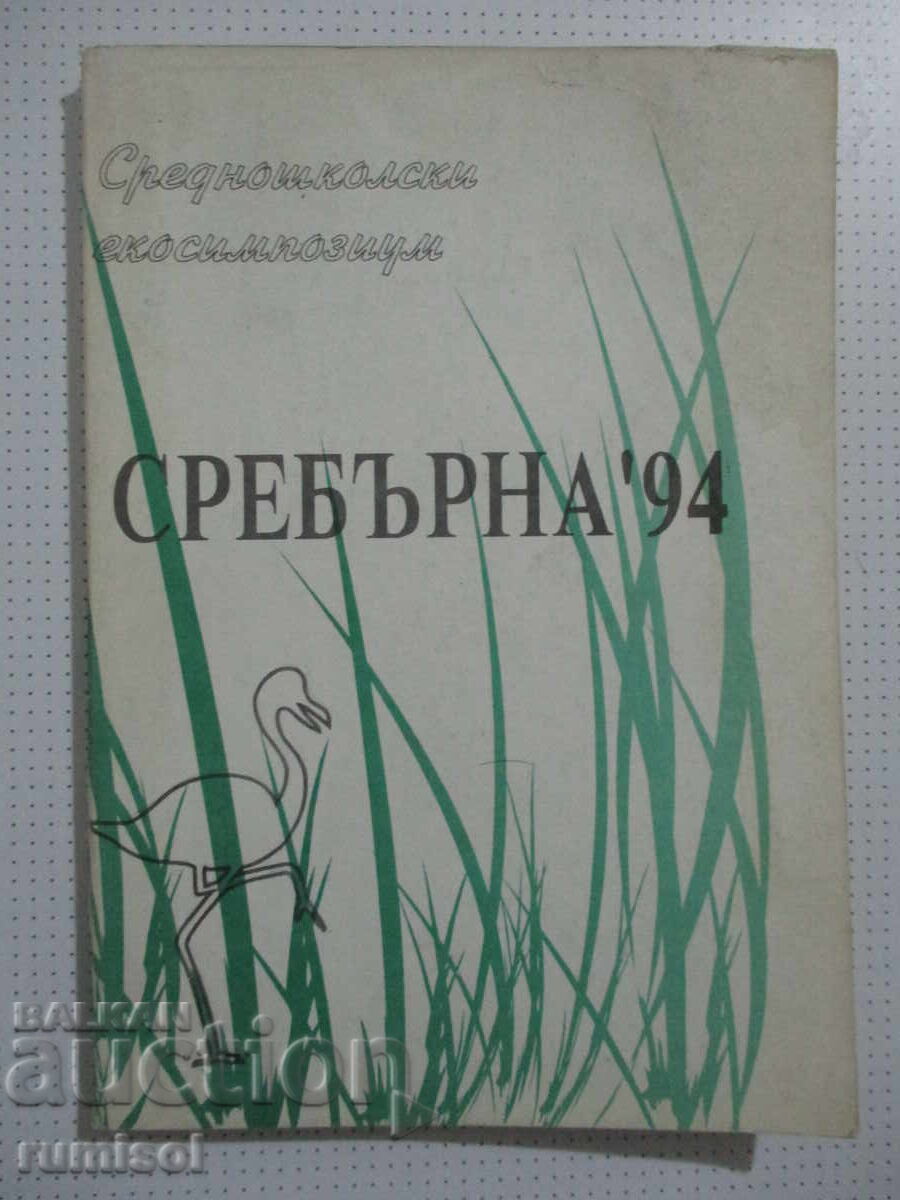 Средношколски
екосимпозиум
СРЕБЪРНА'94
BALKAN
auction
rumisol